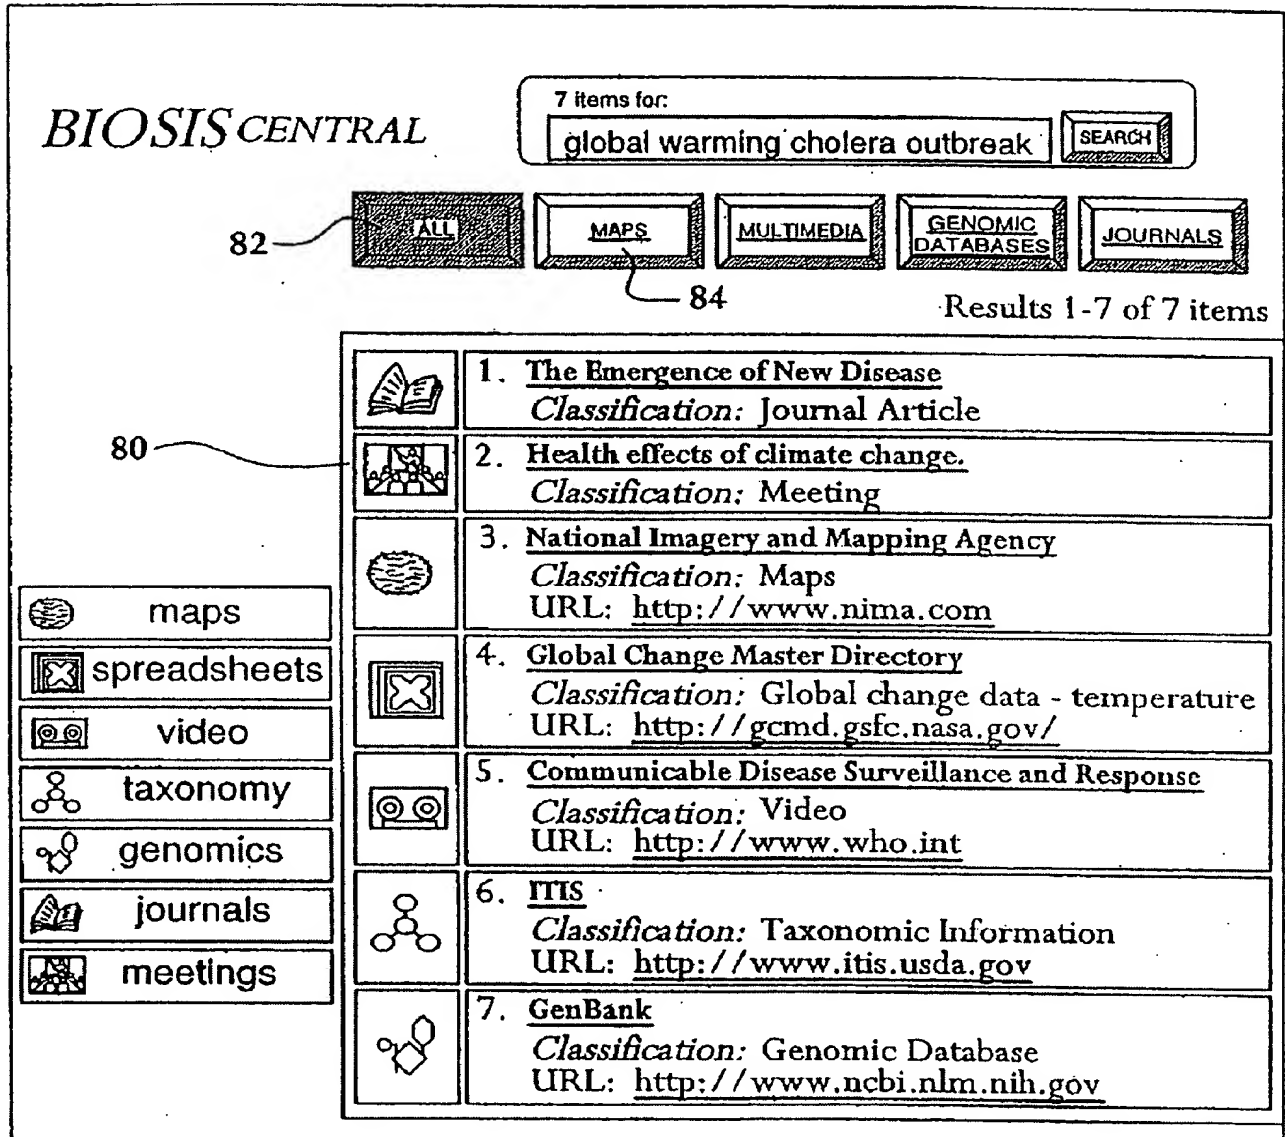 BIOSIS CENTRAL
7 items for:
global warming cholera outbreak
SEARCH
82
ALL
MAPS
MULTIMEDIA
GENOMIC
DATABASES
JOURNALS
84
Results 1-7 of 7 items
80
1. The Emergence of New Disease
Classification: Journal Article
2. Health effects of climate change.
Classification: Meeting
3. National Imagery and Mapping Agency
Classification: Maps
URL: http://www.nima.com
4. Global Change Master Directory
Classification: Global change data - temperature
URL: http://gcmd.gsfc.nasa.gov/
5. Communicable Disease Surveillance and Response
Classification: Video
URL: http://www.who.int
6. ITIS
Classification: Taxonomic Information
URL: http://www.itis.usda.gov
7. GenBank
Classification: Genomic Database
URL: http://www.ncbi.nlm.nih.gov
maps
spreadsheets
video
taxonomy
genomics
journals
meetings